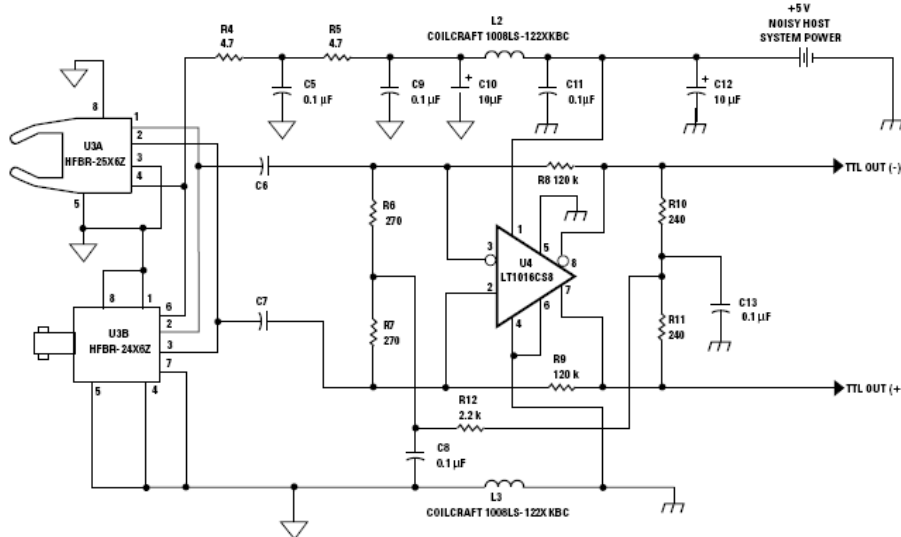 +5 V
NOISY HOST
SYSTEM POWER
L2
COILCRAFT 1008LS-122XKBC
R4
4.7
R5
4.7
C5
0.1 µF
C9
0.1 µF
C10
10µF
C11
0.1µF
C12
10 µF
+
+
8
1
2
3
4
5
U3A
HFBR-25X6Z
C6
R8 120 k
TTL OUT (-)
R6
270
R10
240
1
5
3
8
U4
LT1016CS8
2
7
6
4
C7
8
1
6
2
3
7
5
4
U3B
HFBR-24X6Z
R7
270
C13
0.1 µF
R11
240
R9
120 k
TTL OUT (+
R12
2.2 k
C8
0.1 µF
L3
COILCRAFT 1008LS-122XKBC